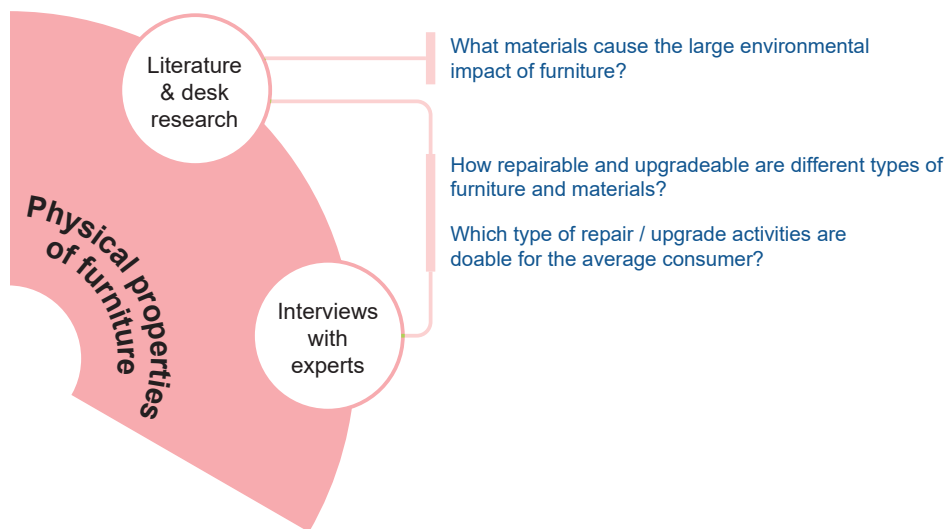 Literature
& desk
research
What materials cause the large environmental
impact of furniture?
How repairable and upgradeable are different types of
furniture and materials?
Which type of repair / upgrade activities are
doable for the average consumer?
Physical properties
of furniture
Interviews
with
experts